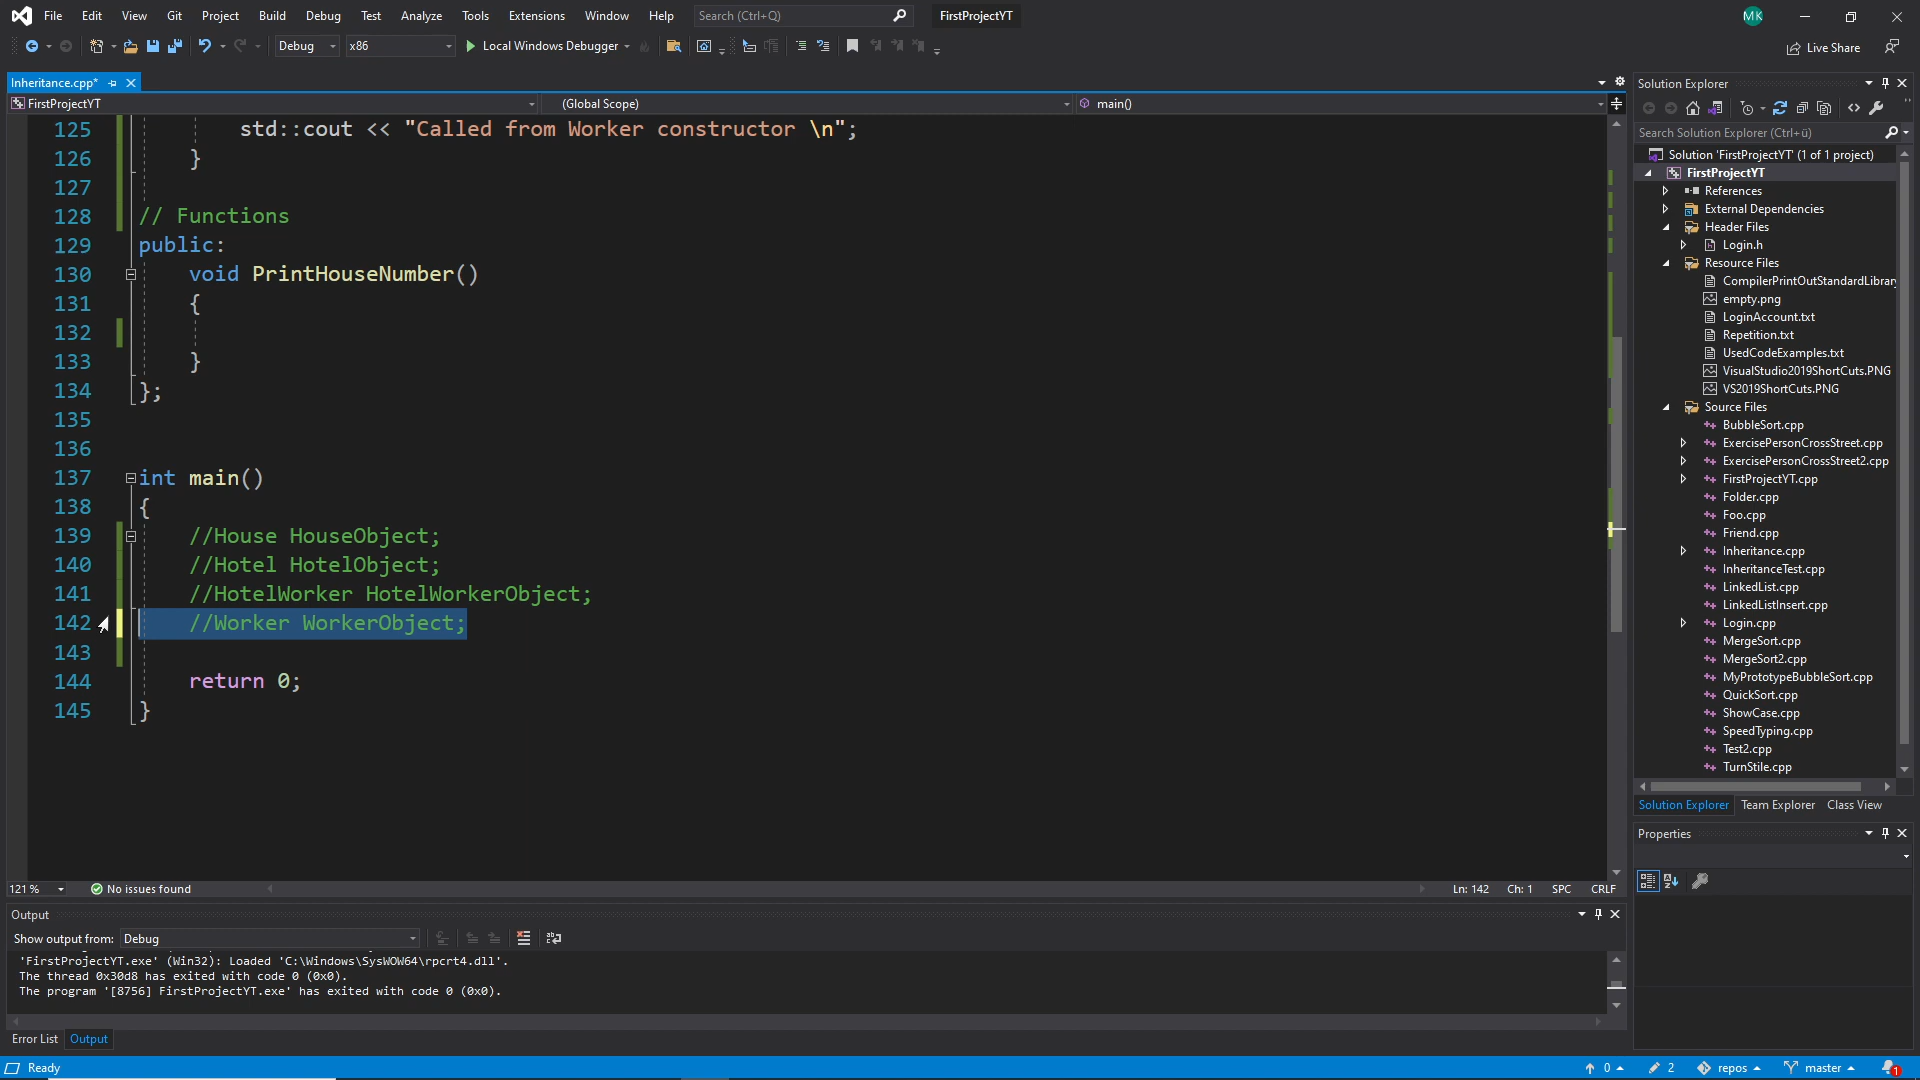 File Edit View Git Project Build Debug Test Analyze Tools Extensions Window Help Search (Ctrl+Q) FirstProjectYT MK
Debug x86 Local Windows Debugger Live Share
Inheritance.cpp*
FirstProjectYT (Global Scope) main()
125 std::cout << "Called from Worker constructor \n";
126 }
127
128 // Functions
129 public:
130 void PrintHouseNumber()
131 {
132
133 }
134 };
135
136
137 int main()
138 {
139 //House HouseObject;
140 //Hotel HotelObject;
141 //HotelWorker HotelWorkerObject;
142 //Worker WorkerObject;
143
144 return 0;
145 }
121 % No issues found Ln: 142 Ch: 1 SPC CRLF
Output
Show output from: Debug
'FirstProjectYT.exe' (Win32): Loaded 'C:\Windows\SysWOW64\rpcrt4.dll'.
The thread 0x30d8 has exited with code 0 (0x0).
The program '[8756] FirstProjectYT.exe' has exited with code 0 (0x0).
Error List Output
Solution Explorer
Search Solution Explorer (Ctrl+ü)
Solution 'FirstProjectYT' (1 of 1 project)
FirstProjectYT
References
External Dependencies
Header Files
Login.h
Resource Files
CompilerPrintOutStandardLibrary
empty.png
LoginAccount.txt
Repetition.txt
UsedCodeExamples.txt
VisualStudio2019ShortCuts.PNG
VS2019ShortCuts.PNG
Source Files
BubbleSort.cpp
ExercisePersonCrossStreet.cpp
ExercisePersonCrossStreet2.cpp
FirstProjectYT.cpp
Folder.cpp
Foo.cpp
Friend.cpp
Inheritance.cpp
InheritanceTest.cpp
LinkedList.cpp
LinkedListInsert.cpp
Login.cpp
MergeSort.cpp
MergeSort2.cpp
MyPrototypeBubbleSort.cpp
QuickSort.cpp
ShowCase.cpp
SpeedTyping.cpp
Test2.cpp
TurnStile.cpp
Solution Explorer Team Explorer Class View
Properties
Ready 0 2 repos master 1